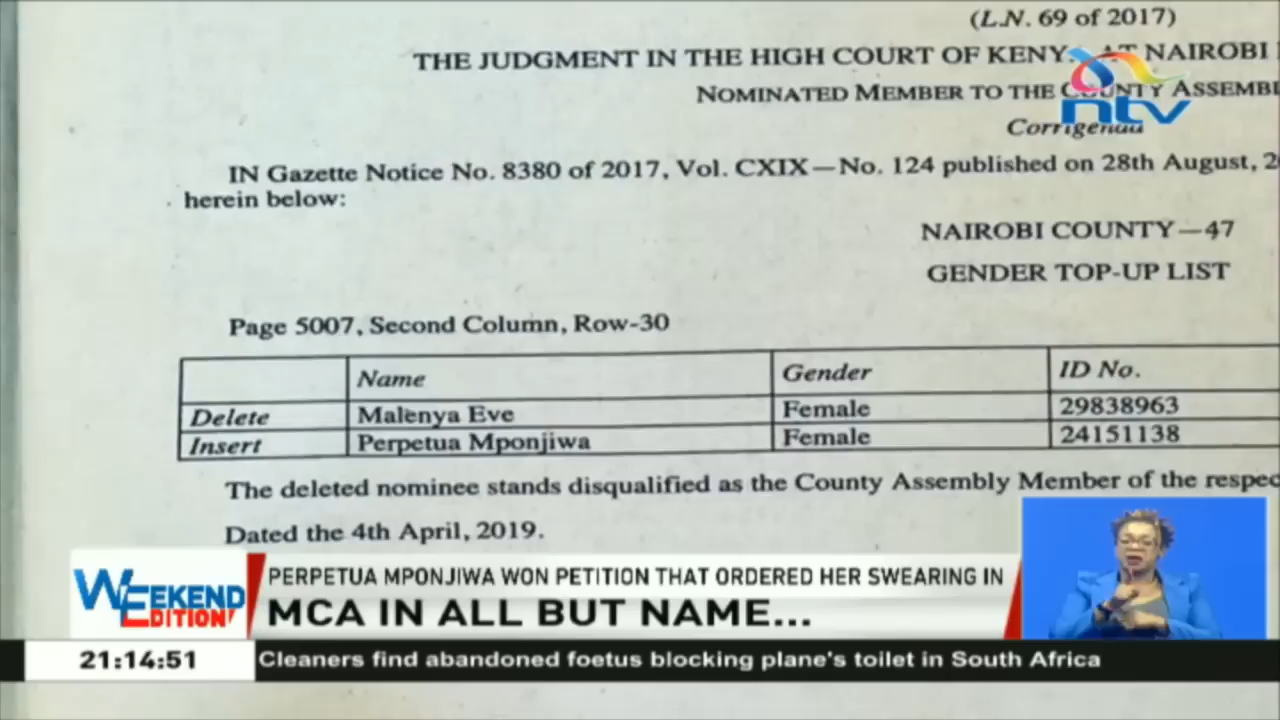 (L.N. 69 of 2017)
THE JUDGMENT IN THE HIGH COURT OF KENY AT NAIROBI
NOMINATED MEMBER TO THE COUNTY ASSEMBL
ntv
Corrigenda
IN Gazette Notice No. 8380 of 2017, Vol. CXIX—No. 124 published on 28th August, 2
herein below:
NAIROBI COUNTY—47
GENDER TOP-UP LIST
Page 5007, Second Column, Row-30
Name Gender ID No.
Delete Malenya Eve Female 29838963
Insert Perpetua Mponjiwa Female 24151138
The deleted nominee stands disqualified as the County Assembly Member of the respec
Dated the 4th April, 2019.
WEEKEND EDITION
PERPETUA MPONJIWA WON PETITION THAT ORDERED HER SWEARING IN
MCA IN ALL BUT NAME...
21:14:51 Cleaners find abandoned foetus blocking plane's toilet in South Africa